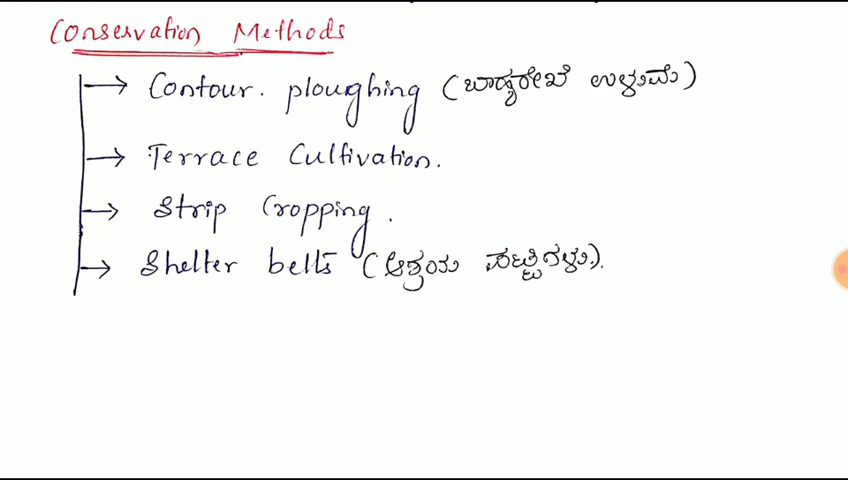 Conservation Methods
→ Contour. ploughing (ಬಾಹ್ಯರೇಖೆ ಉಳುಮೆ)
→ Terrace Cultivation.
→ Strip Cropping.
→ Shelter belts (ಆಶ್ರಯ ಪಟ್ಟಿಗಳು).